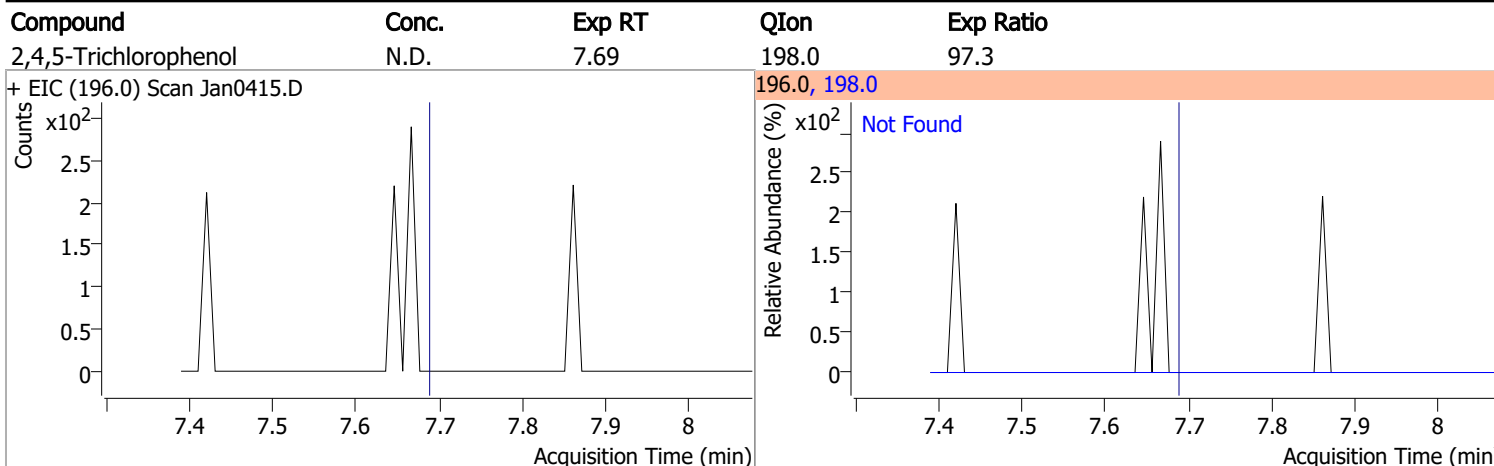 Compound Conc. Exp RT QIon Exp Ratio
2,4,5-Trichlorophenol N.D. 7.69 198.0 97.3
+ EIC (196.0) Scan Jan0415.D
Counts
x10²
2.5
2
1.5
1
0.5
0
7.4 7.5 7.6 7.7 7.8 7.9 8
Acquisition Time (min)
196.0, 198.0
Relative Abundance (%)
x10²
Not Found
2.5
2
1.5
1
0.5
0
7.4 7.5 7.6 7.7 7.8 7.9 8
Acquisition Time (min